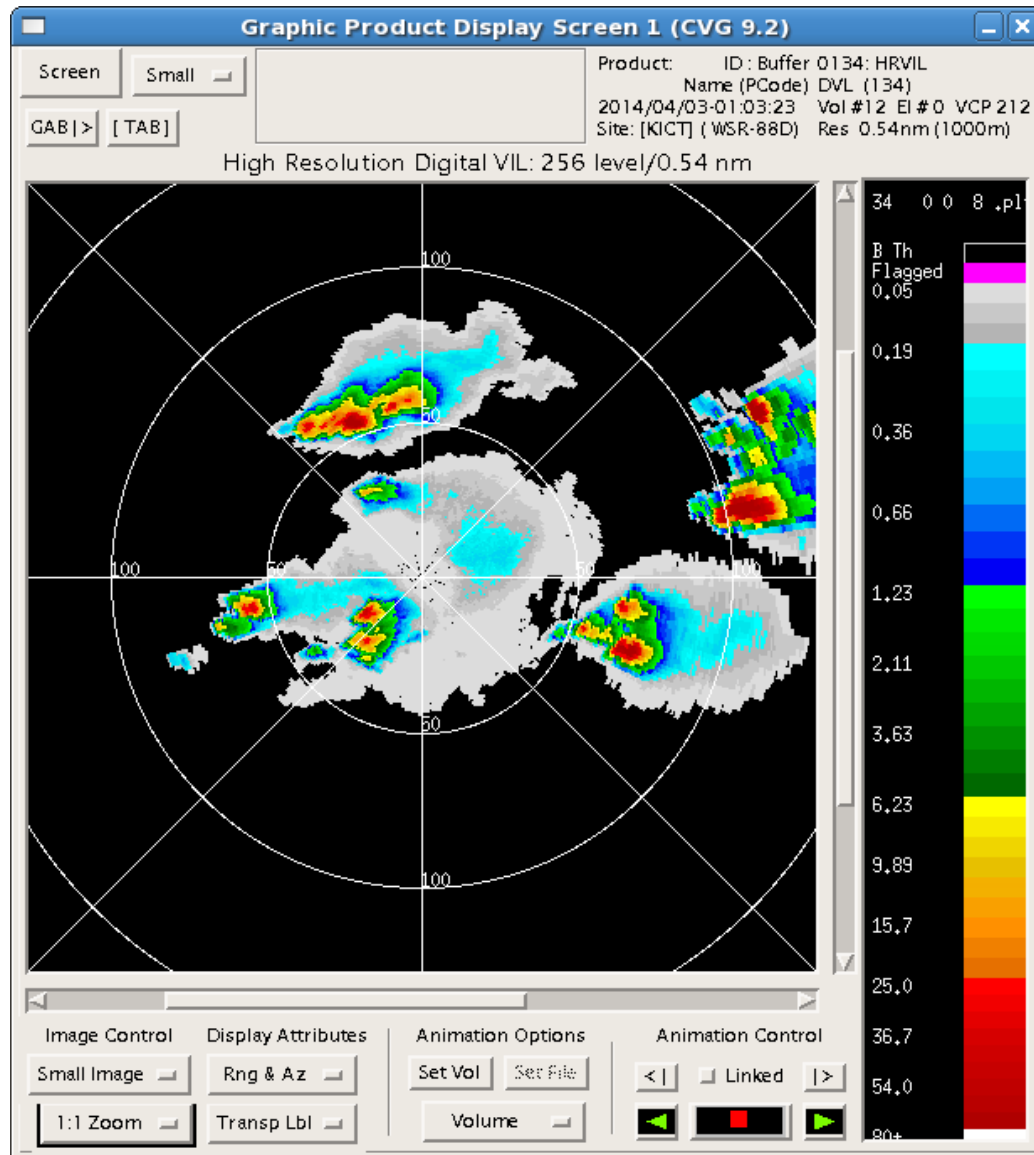 Graphic Product Display Screen 1 (CVG 9.2)
Screen
Small
GAB|>
[TAB]
Product: ID : Buffer 0134: HRVIL
Name (PCode) DVL (134)
2014/04/03-01:03:23 Vol #12 El # 0 VCP 212
Site: [KICT] ( WSR-88D) Res 0.54nm (1000m)
High Resolution Digital VIL: 256 level/0.54 nm
34 0 0 8 .pl
B Th
Flagged
0.05
0.19
0.36
0.66
1.23
2.11
3.63
6.23
9.89
15.7
25.0
36.7
54.0
80+
100
50
100
50
50
100
50
100
Image Control
Display Attributes
Animation Options
Animation Control
Small Image
Rng & Az
Set Vol
Set File
<|
Linked
|>
1:1 Zoom
Transp Lbl
Volume